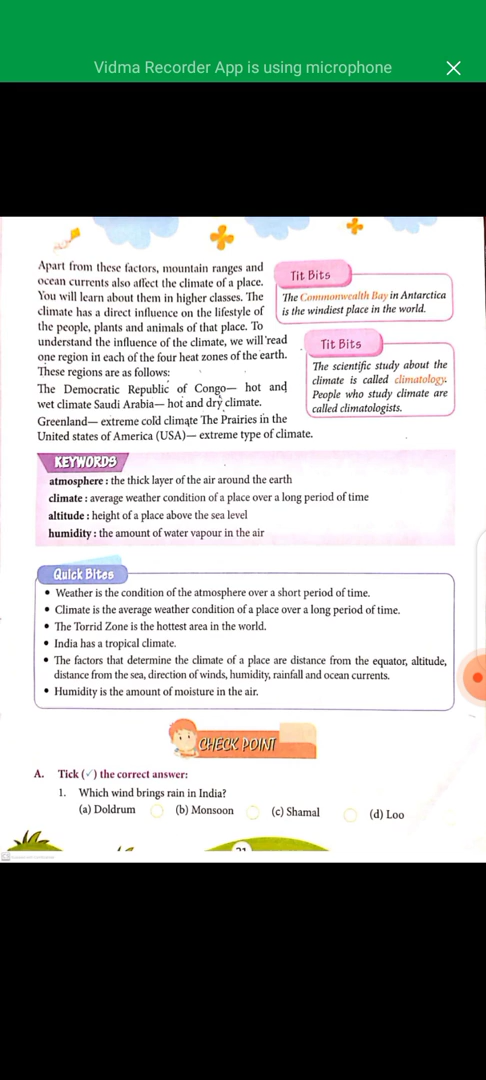 Vidma Recorder App is using microphone
Apart from these factors, mountain ranges and
ocean currents also affect the climate of a place.
You will learn about them in higher classes. The
climate has a direct influence on the lifestyle of
the people, plants and animals of that place. To
understand the influence of the climate, we will read
one region in each of the four heat zones of the earth.
These regions are as follows:
The Democratic Republic of Congo— hot and
wet climate Saudi Arabia— hot and dry climate.
Greenland— extreme cold climate The Prairies in the
United states of America (USA)— extreme type of climate.
Tit Bits
The Commonwealth Bay in Antarctica
is the windiest place in the world.
Tit Bits
The scientific study about the
climate is called climatology.
People who study climate are
called climatologists.
KEYWORDS
atmosphere : the thick layer of the air around the earth
climate : average weather condition of a place over a long period of time
altitude : height of a place above the sea level
humidity : the amount of water vapour in the air
Quick Bites
• Weather is the condition of the atmosphere over a short period of time.
• Climate is the average weather condition of a place over a long period of time.
• The Torrid Zone is the hottest area in the world.
• India has a tropical climate.
• The factors that determine the climate of a place are distance from the equator, altitude,
distance from the sea, direction of winds, humidity, rainfall and ocean currents.
• Humidity is the amount of moisture in the air.
CHECK POINT
A. Tick (✓) the correct answer:
1. Which wind brings rain in India?
(a) Doldrum (b) Monsoon (c) Shamal (d) Loo